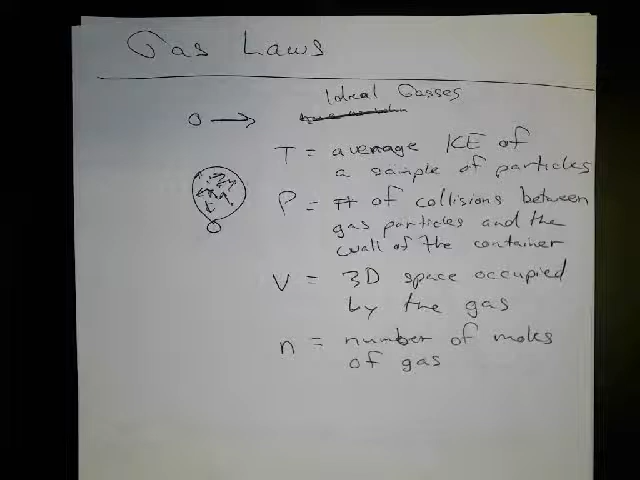 Gas Laws
Ideal Gasses
T = average KE of
a sample of particles
P = # of collisions between
gas particles and the
wall of the container
V = 3D space occupied
by the gas
n = number of moles
of gas